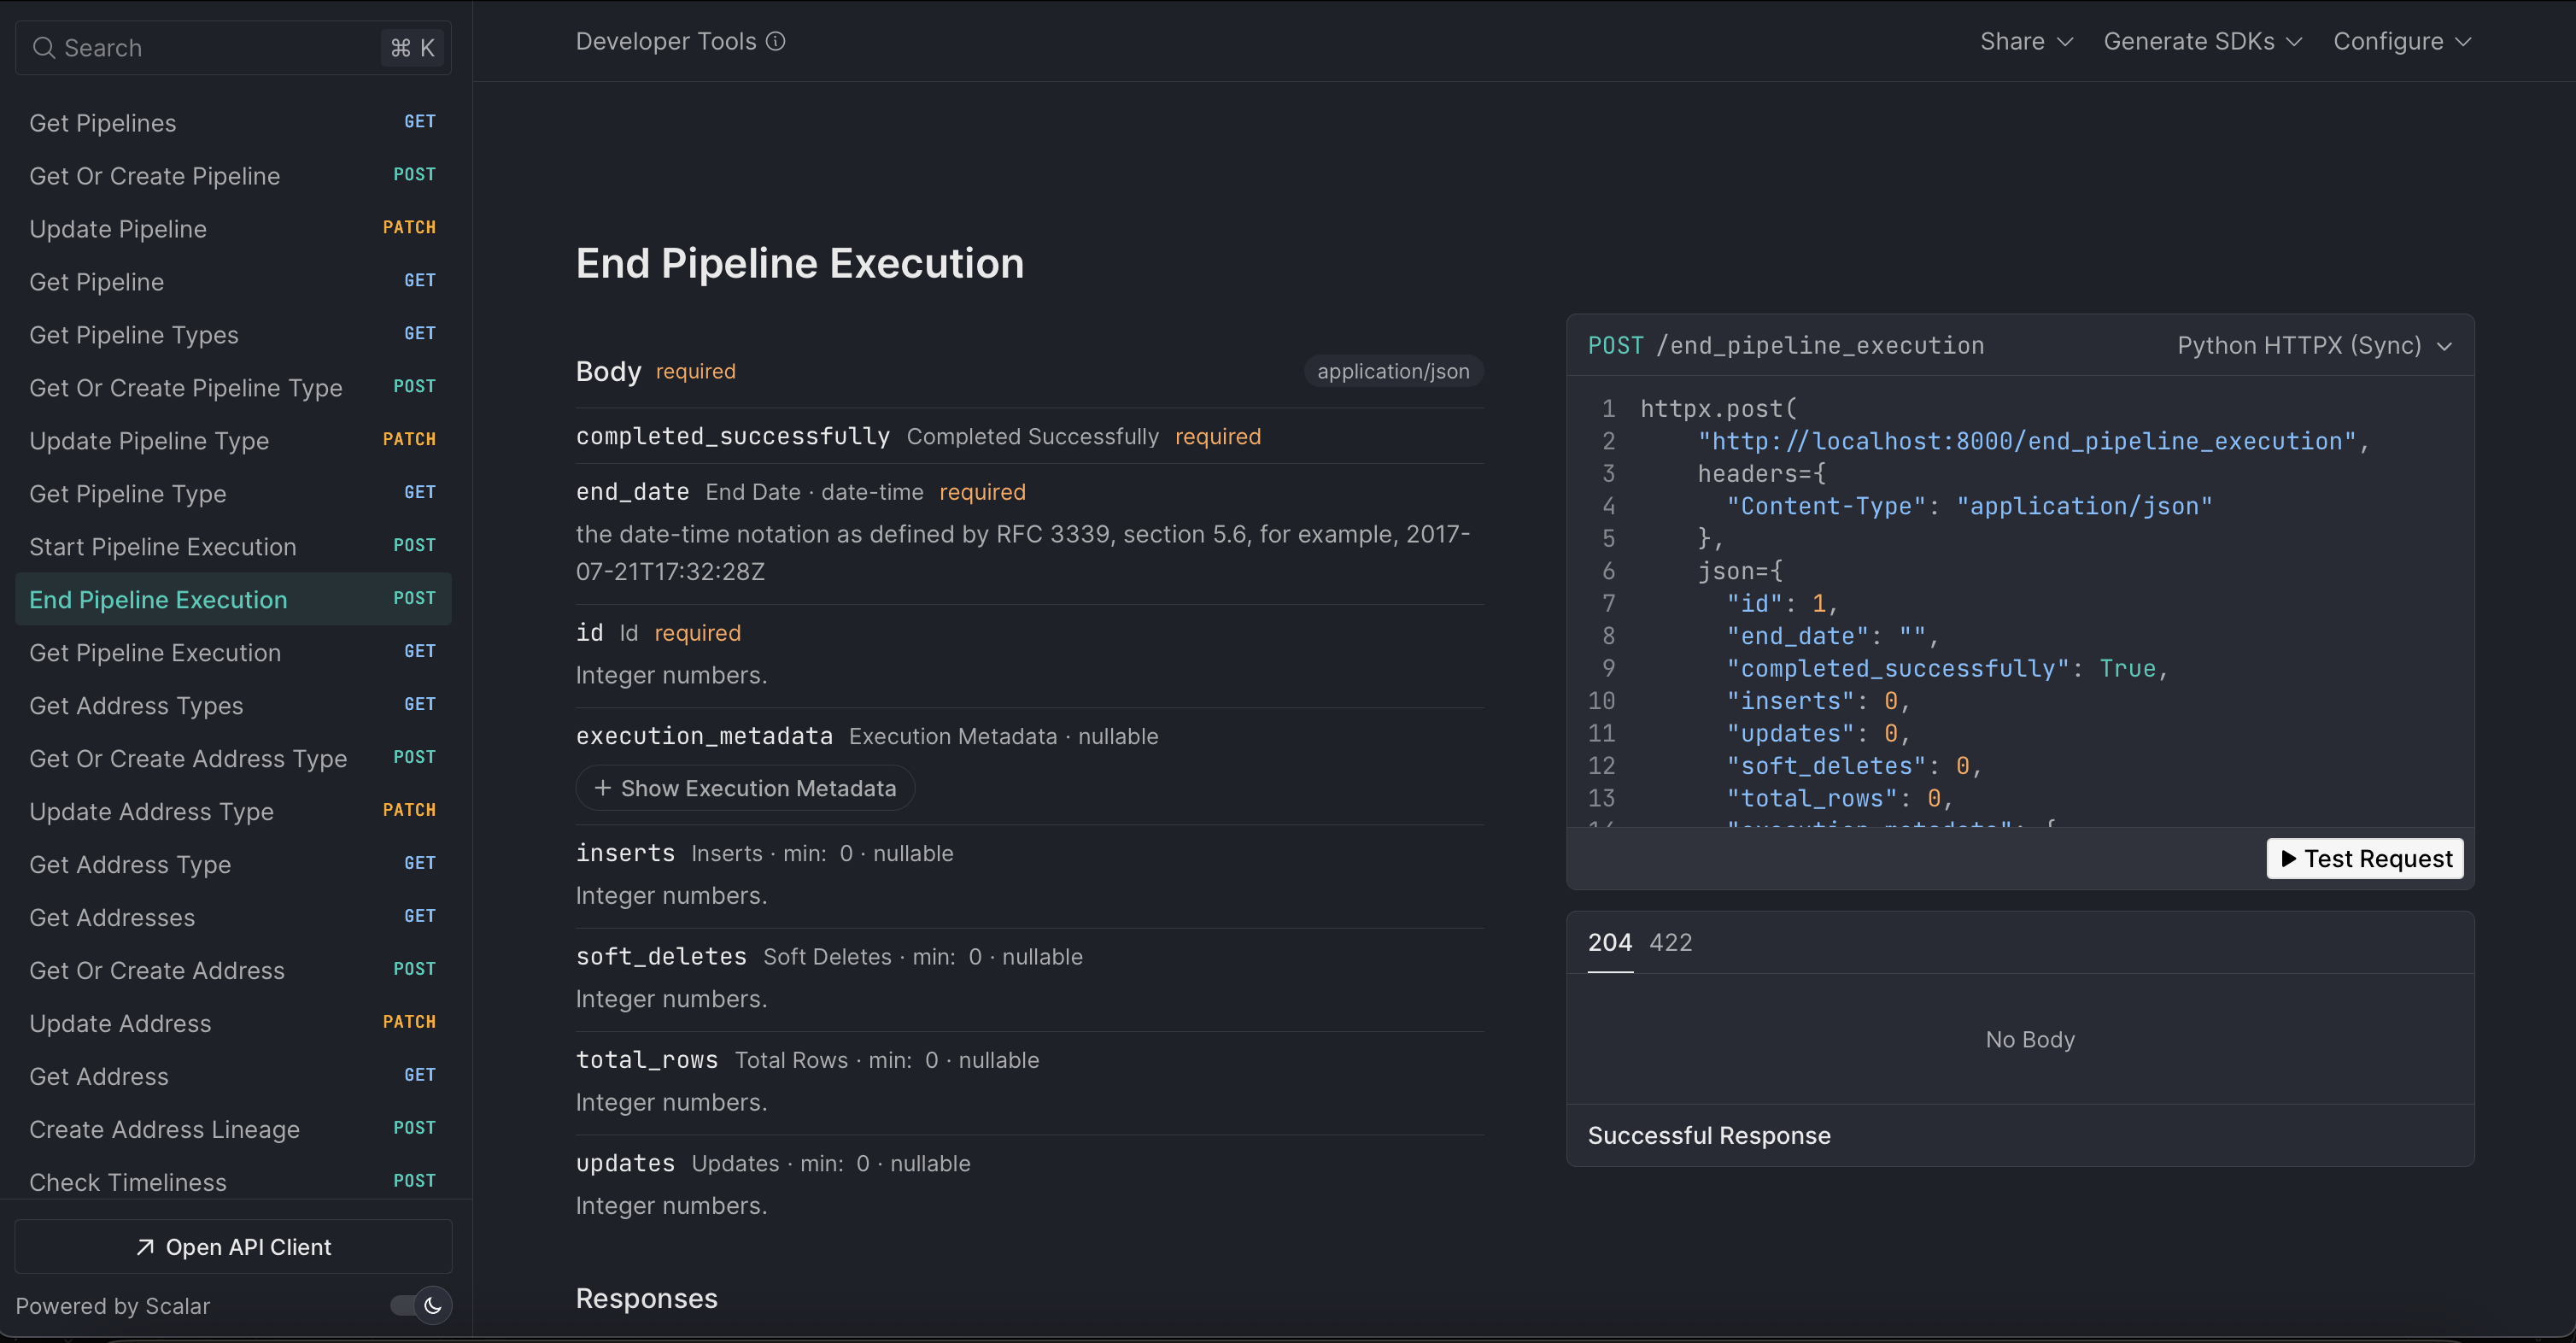 Search
⌘ K
Get Pipelines GET
Get Or Create Pipeline POST
Update Pipeline PATCH
Get Pipeline GET
Get Pipeline Types GET
Get Or Create Pipeline Type POST
Update Pipeline Type PATCH
Get Pipeline Type GET
Start Pipeline Execution POST
End Pipeline Execution POST
Get Pipeline Execution GET
Get Address Types GET
Get Or Create Address Type POST
Update Address Type PATCH
Get Address Type GET
Get Addresses GET
Get Or Create Address POST
Update Address PATCH
Get Address GET
Create Address Lineage POST
Check Timeliness POST
Open API Client
Powered by Scalar
Developer Tools
Share
Generate SDKs
Configure
End Pipeline Execution
Body required application/json
completed_successfully Completed Successfully required
end_date End Date · date-time required
the date-time notation as defined by RFC 3339, section 5.6, for example, 2017-
07-21T17:32:28Z
id Id required
Integer numbers.
execution_metadata Execution Metadata · nullable
+ Show Execution Metadata
inserts Inserts · min: 0 · nullable
Integer numbers.
soft_deletes Soft Deletes · min: 0 · nullable
Integer numbers.
total_rows Total Rows · min: 0 · nullable
Integer numbers.
updates Updates · min: 0 · nullable
Integer numbers.
Responses
POST /end_pipeline_execution Python HTTPX (Sync)
1 httpx.post(
2 "http://localhost:8000/end_pipeline_execution",
3 headers={
4 "Content-Type": "application/json"
5 },
6 json={
7 "id": 1,
8 "end_date": "",
9 "completed_successfully": True,
10 "inserts": 0,
11 "updates": 0,
12 "soft_deletes": 0,
13 "total_rows": 0,
14 "execution_metadata": {
Test Request
204 422
No Body
Successful Response